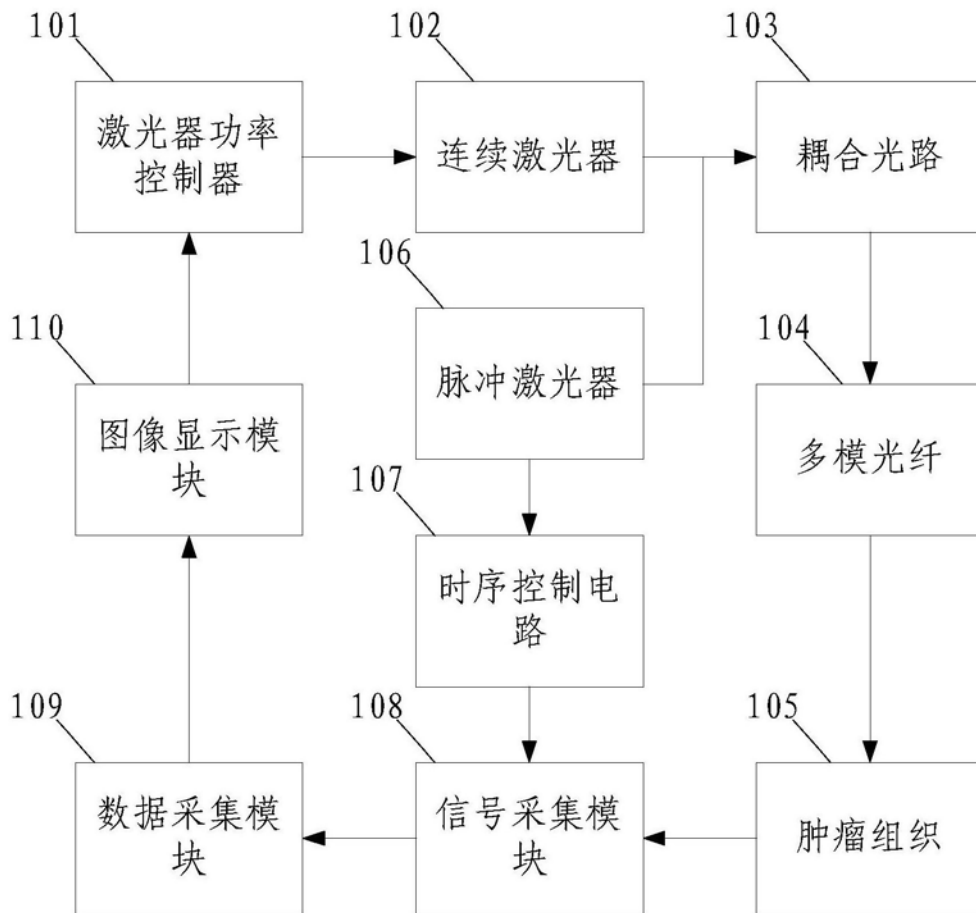 101
激光器功率
控制器
102
连续激光器
103
耦合光路
106
脉冲激光器
110
图像显示模
块
104
多模光纤
107
时序控制电
路
109
数据采集模
块
108
信号采集模
块
105
肿瘤组织